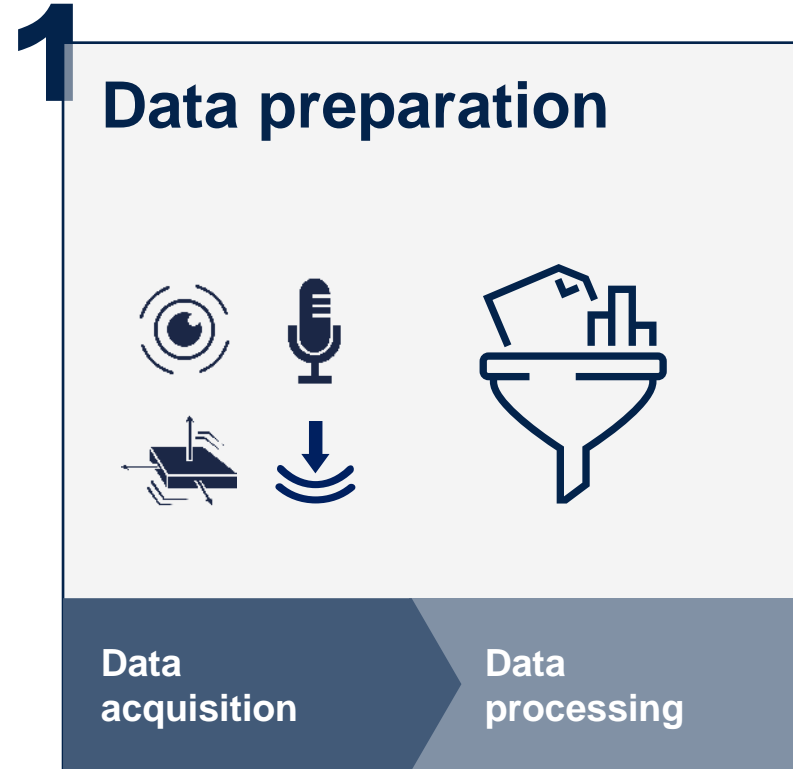 1
Data preparation
Data
acquisition
Data
processing